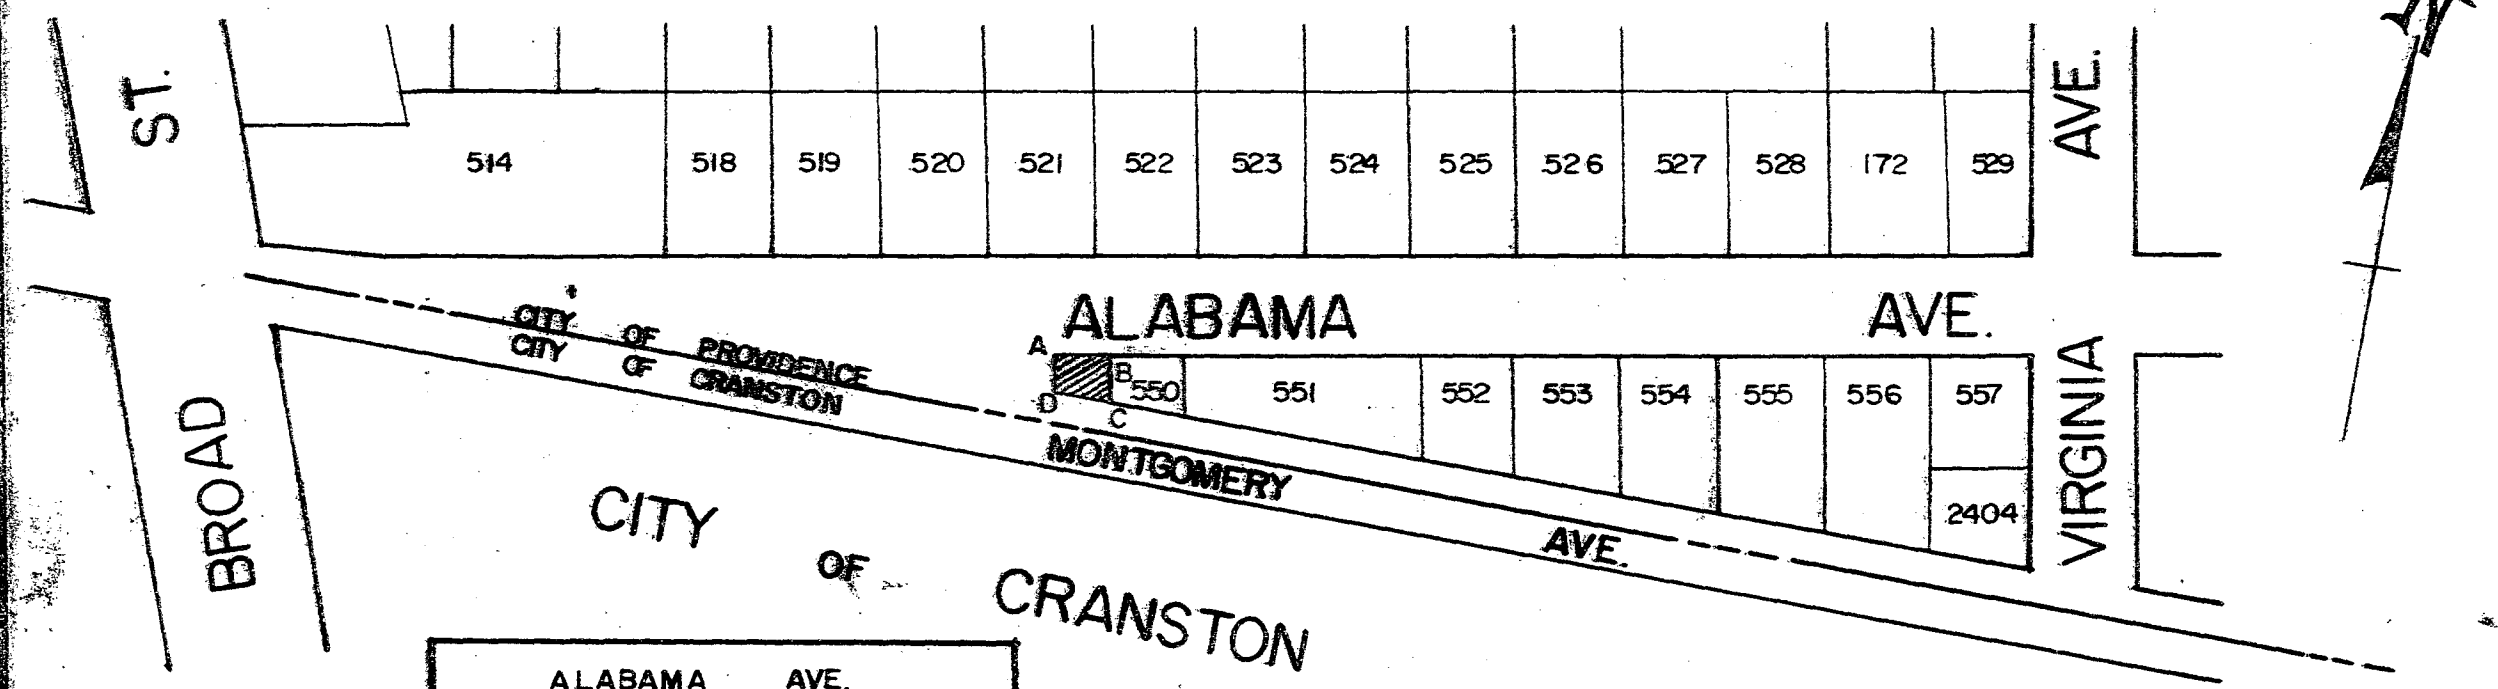 ST.
AVE.
514 518 519 520 521 522 523 524 525 526 527 528 172 529
ALABAMA AVE.
CITY OF PROVIDENCE
CITY OF CRANSTON
A
B
C
D
550 551 552 553 554 555 556 557
2404
MONTGOMERY AVE.
VIRGINIA
BROAD
CITY OF CRANSTON
ALABAMA AVE.